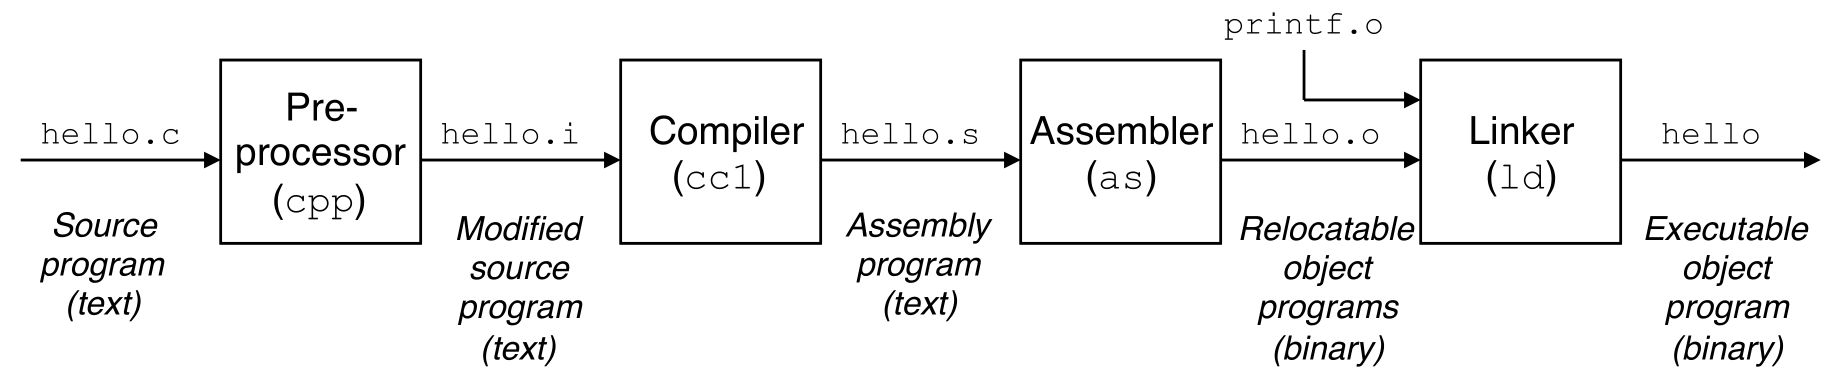 printf.o
hello.c
Pre-
processor
(cpp)
hello.i
Compiler
(cc1)
hello.s
Assembler
(as)
hello.o
Linker
(ld)
hello
Source
program
(text)
Modified
source
program
(text)
Assembly
program
(text)
Relocatable
object
programs
(binary)
Executable
object
program
(binary)